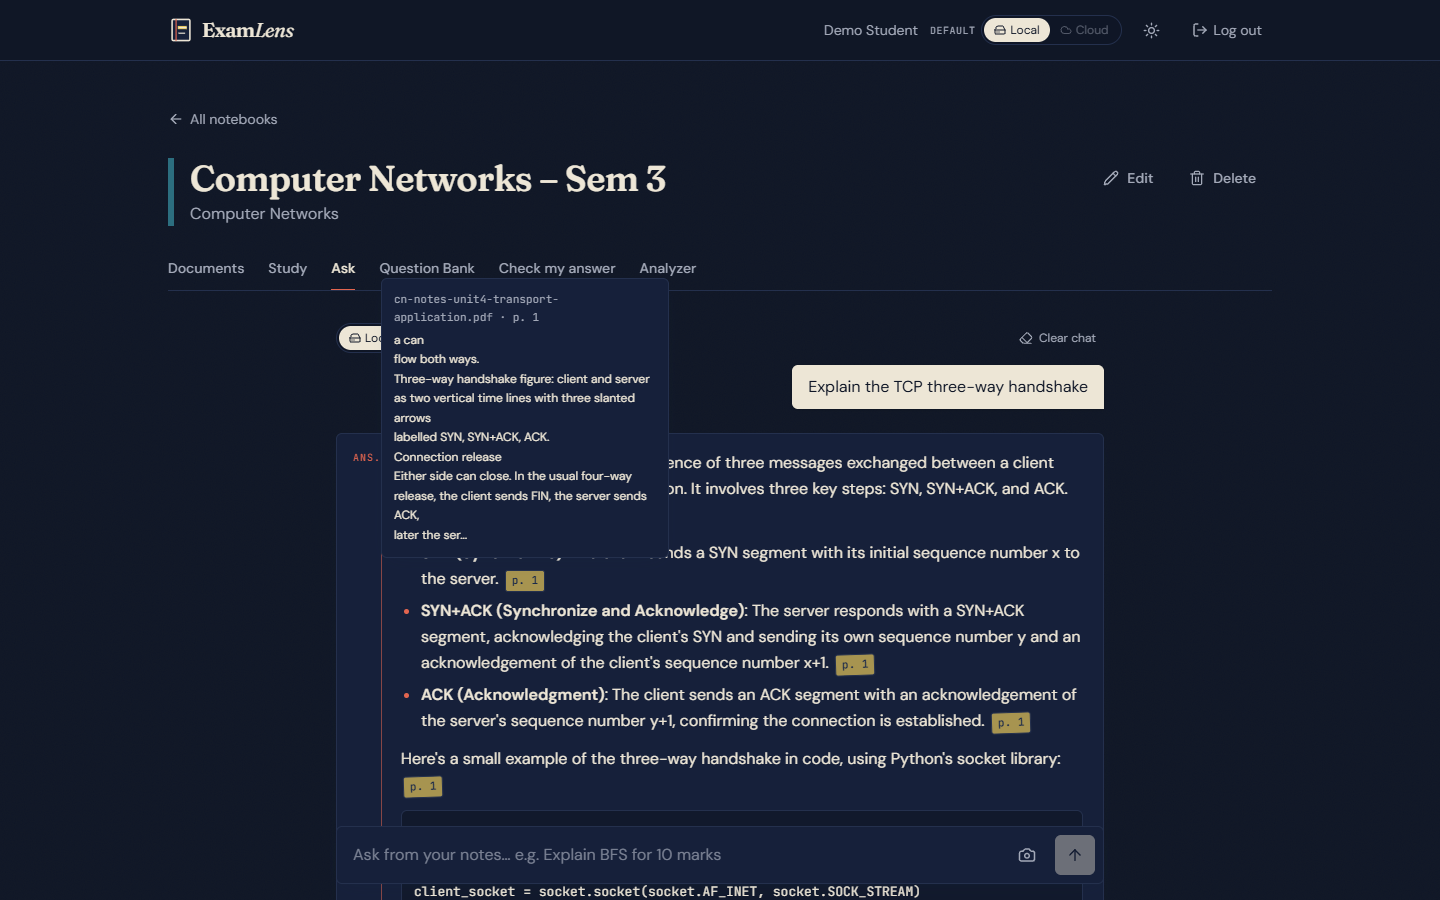 ExamLens
Demo Student
DEFAULT
Local
Cloud
Log out
All notebooks
Computer Networks – Sem 3
Computer Networks
Edit
Delete
Documents
Study
Ask
Question Bank
Check my answer
Analyzer
cn-notes-unit4-transport-
application.pdf · p. 1
a can
flow both ways.
Three-way handshake figure: client and server
as two vertical time lines with three slanted
arrows
labelled SYN, SYN+ACK, ACK.
Connection release
Either side can close. In the usual four-way
release, the client sends FIN, the server sends
ACK,
later the ser…
Clear chat
Explain the TCP three-way handshake
ANS.
ence of three messages exchanged between a client
on. It involves three key steps: SYN, SYN+ACK, and ACK.
nds a SYN segment with its initial sequence number x to
the server. p. 1
SYN+ACK (Synchronize and Acknowledge): The server responds with a SYN+ACK
segment, acknowledging the client's SYN and sending its own sequence number y and an
acknowledgement of the client's sequence number x+1. p. 1
ACK (Acknowledgment): The client sends an ACK segment with an acknowledgement of
the server's sequence number y+1, confirming the connection is established. p. 1
Here's a small example of the three-way handshake in code, using Python's socket library:
p. 1
Ask from your notes… e.g. Explain BFS for 10 marks
client_socket = socket.socket(socket.AF_INET, socket.SOCK_STREAM)